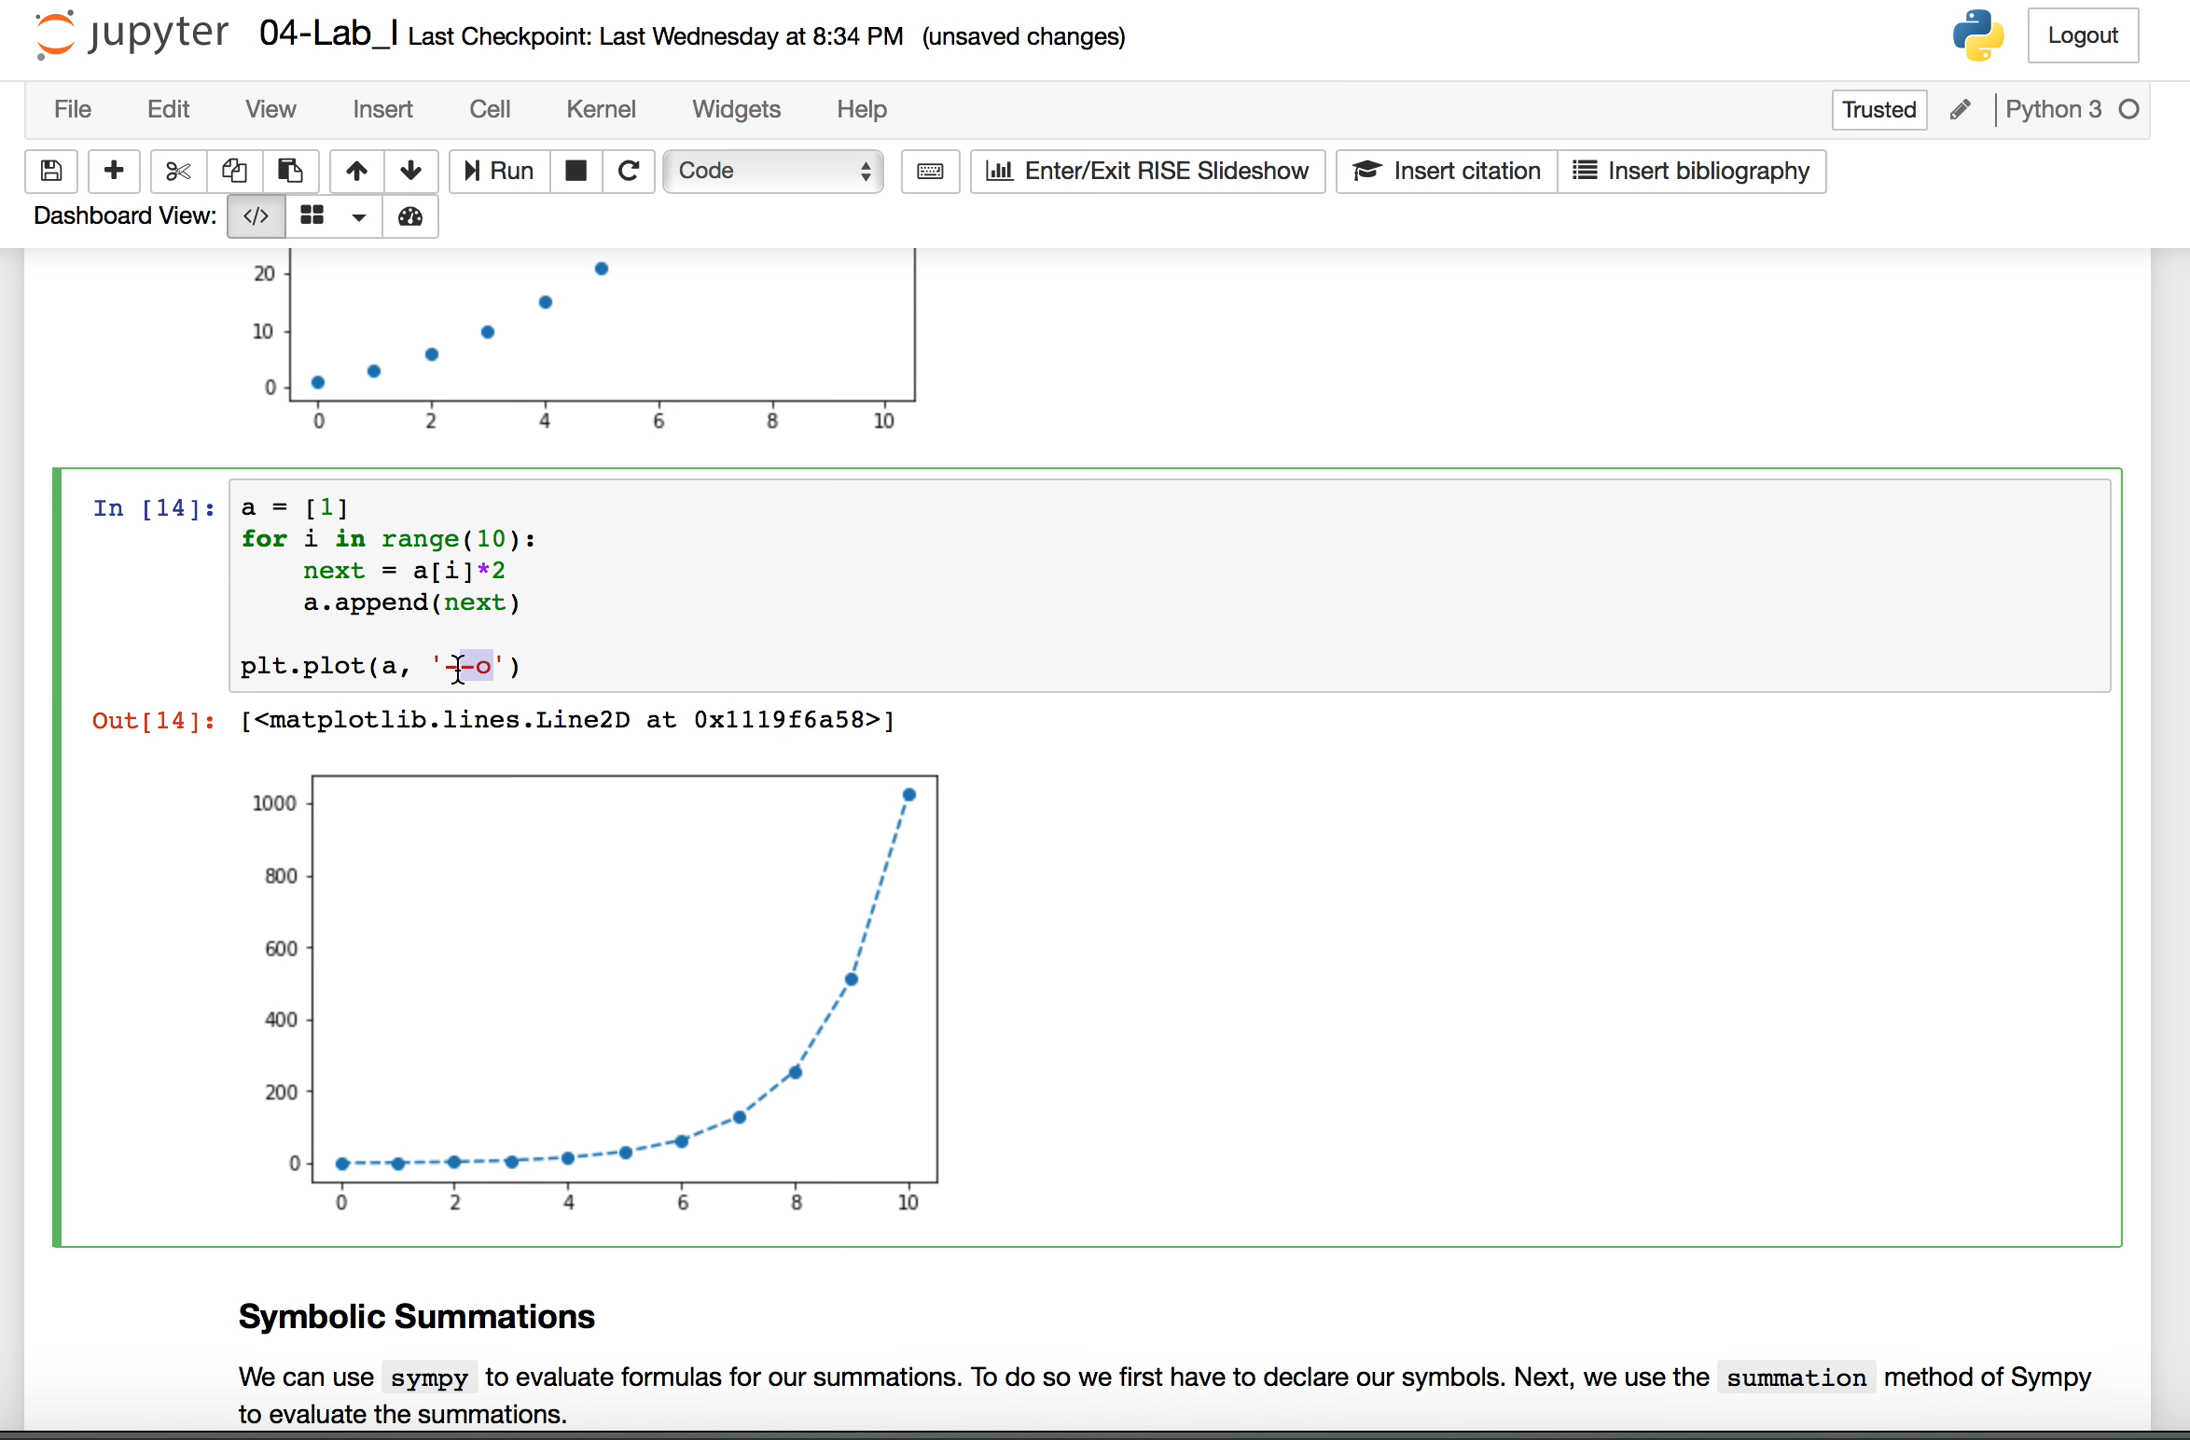 jupyter 04-Lab_I Last Checkpoint: Last Wednesday at 8:34 PM (unsaved changes) Logout
File Edit View Insert Cell Kernel Widgets Help Trusted Python 3
Run Code Enter/Exit RISE Slideshow Insert citation Insert bibliography
Dashboard View: </>
20
10
0
0 2 4 6 8 10
In [14]: a = [1]
for i in range(10):
next = a[i]*2
a.append(next)
plt.plot(a, '--o')
Out[14]: [<matplotlib.lines.Line2D at 0x1119f6a58>]
1000
800
600
400
200
0
0 2 4 6 8 10
Symbolic Summations
We can use sympy to evaluate formulas for our summations. To do so we first have to declare our symbols. Next, we use the summation method of Sympy
to evaluate the summations.